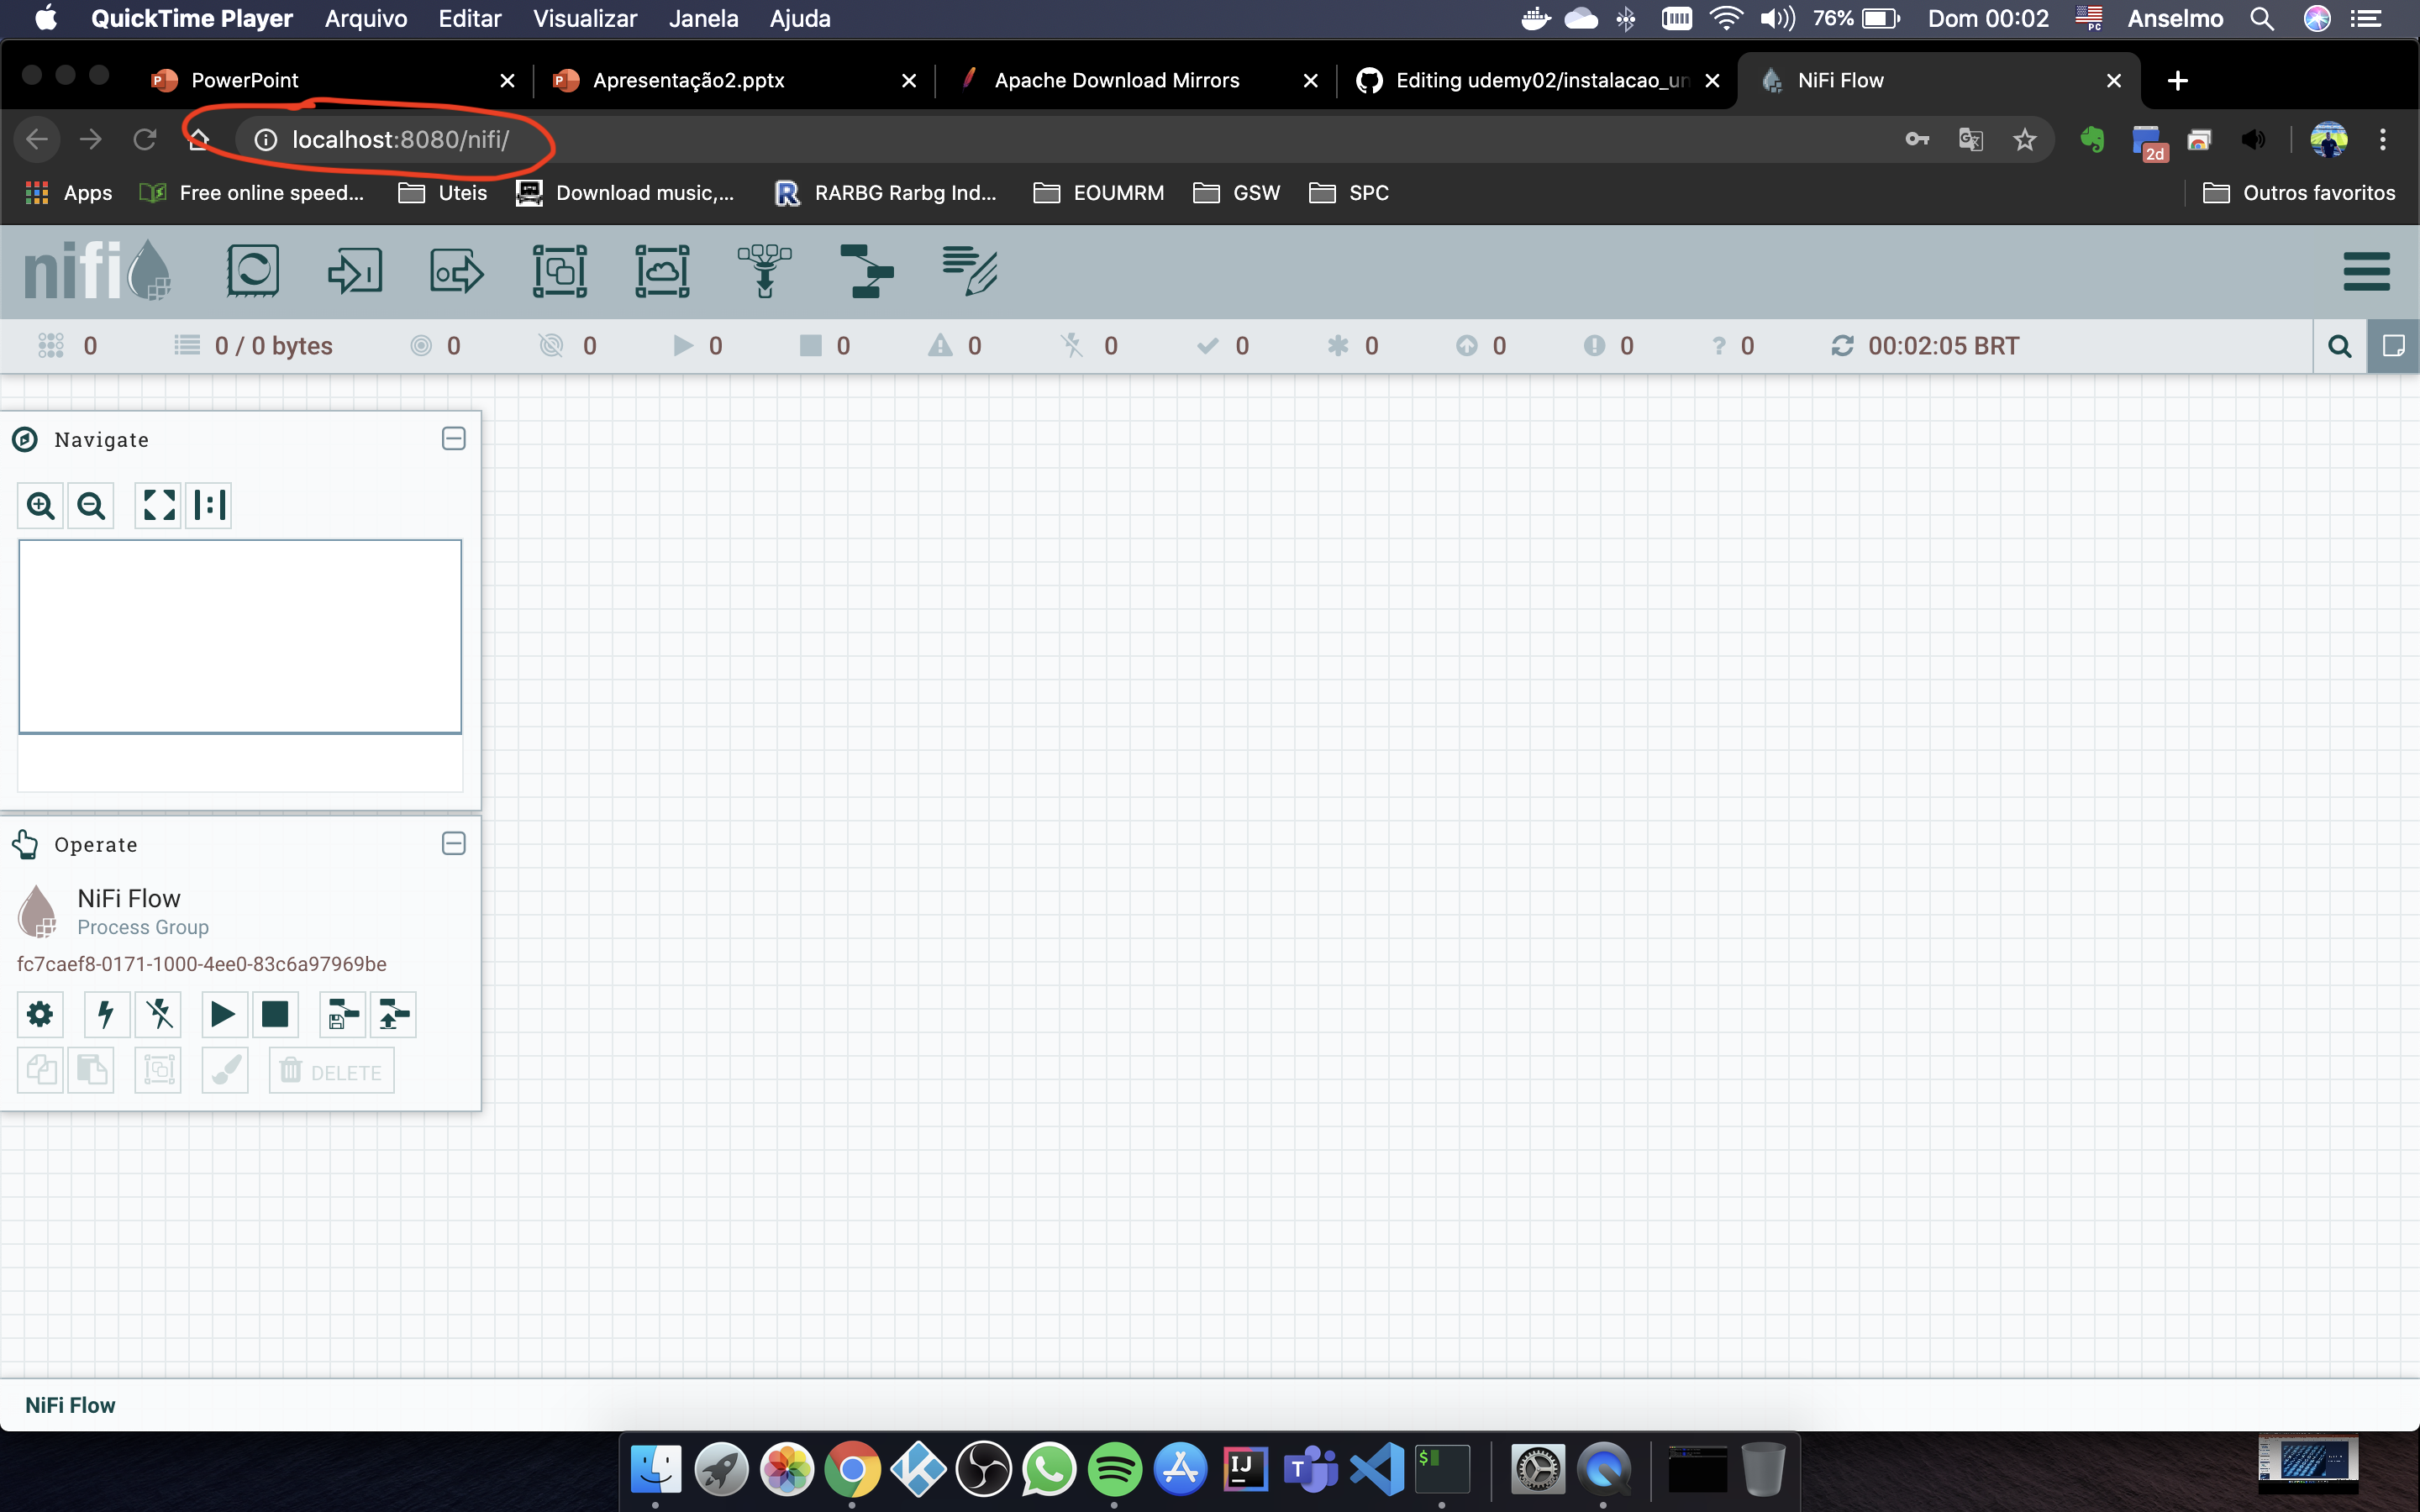 QuickTime Player Arquivo Editar Visualizar Janela Ajuda 76% Dom 00:02 PC Anselmo
PowerPoint Apresentação2.pptx Apache Download Mirrors Editing udemy02/instalacao_un NiFi Flow
localhost:8080/nifi/ 2d
Apps Free online speed... Uteis Download music,... RARBG Rarbg Ind... EOUMRM GSW SPC Outros favoritos
nifi
0 0 / 0 bytes 0 0 0 0 0 0 0 0 0 0 0 00:02:05 BRT
Navigate
Operate
NiFi Flow
Process Group
fc7caef8-0171-1000-4ee0-83c6a97969be
DELETE
NiFi Flow
IJ T $